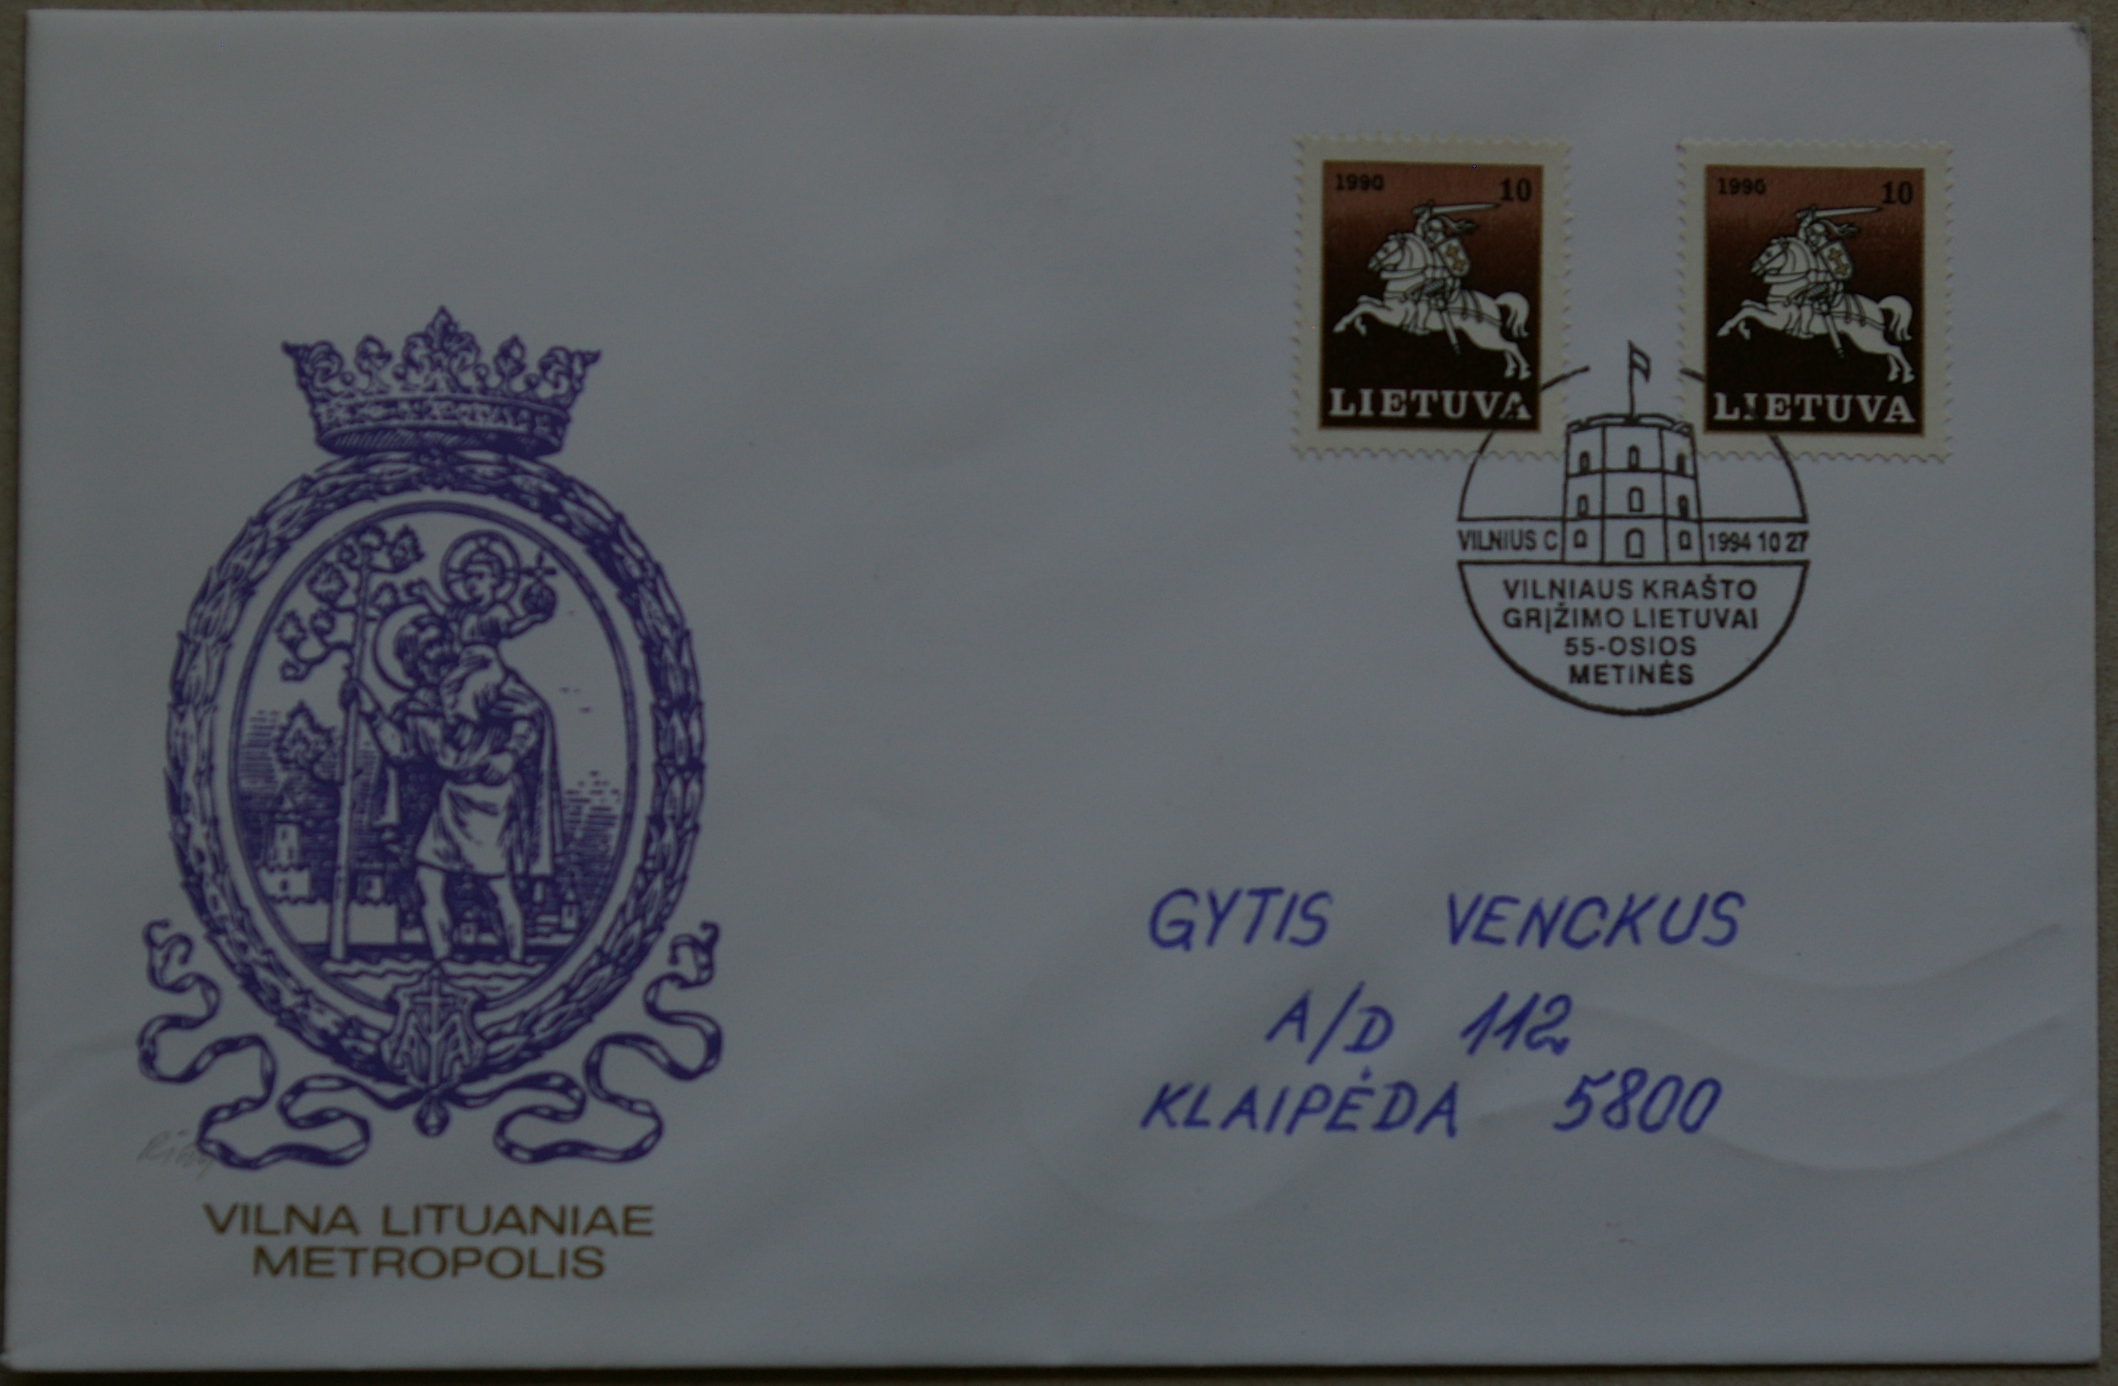 1990 10
LIETUVA
1990 10
LIETUVA
VILNIUS C 1994 10 27
VILNIAUS KRAŠTO
GRĮŽIMO LIETUVAI
55-OSIOS
METINĖS
GYTIS VENCKUS
A/D 112
KLAIPĖDA 5800
VILNA LITUANIAE
METROPOLIS